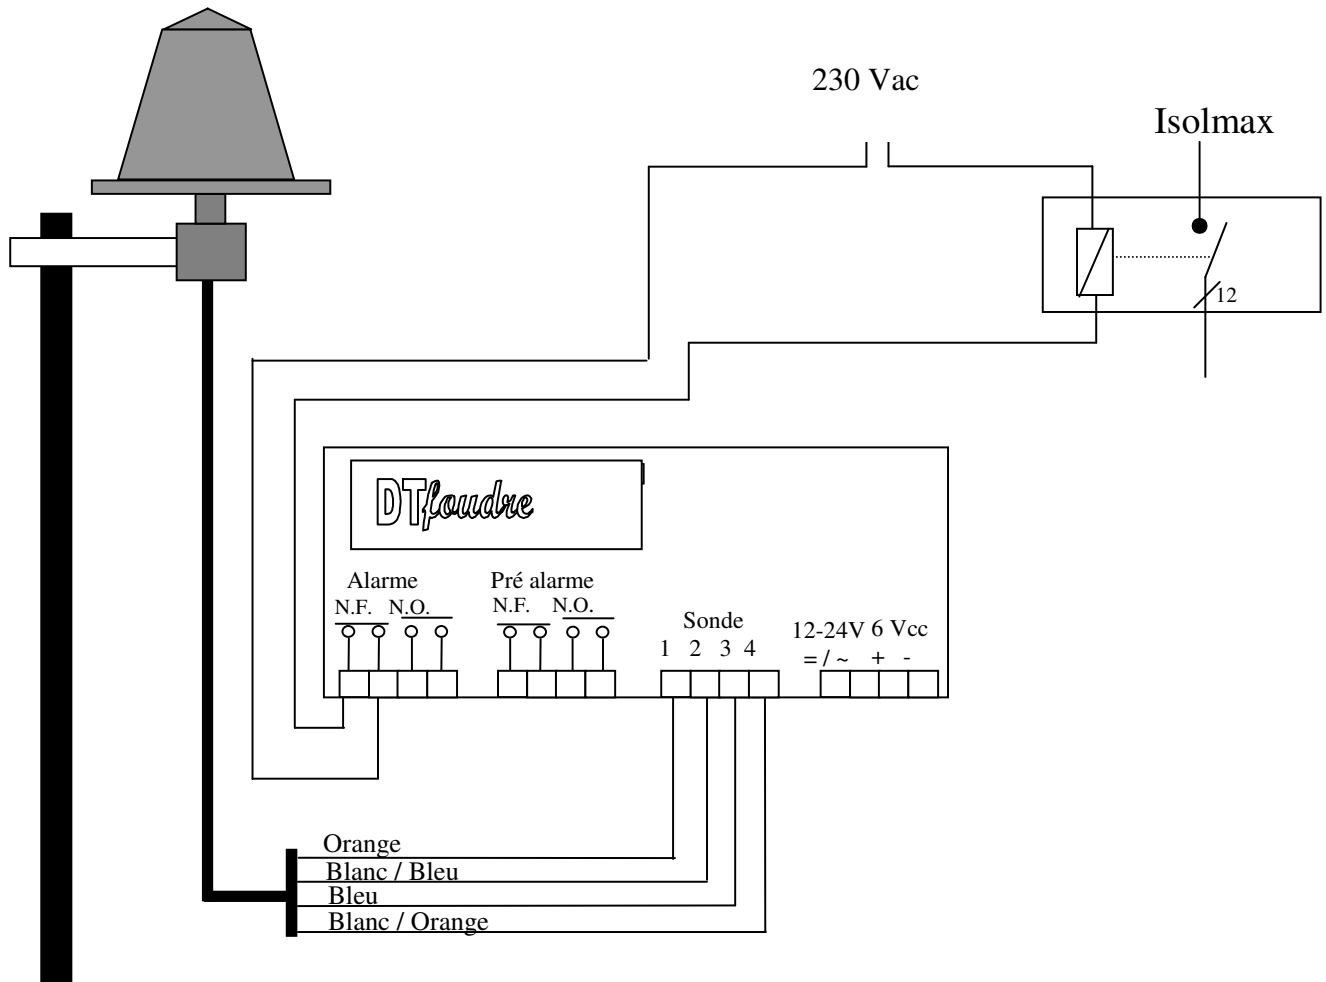 230 Vac
Isolmax
12
DTfoudre
Alarme
N.F. N.O.
Pré alarme
N.F. N.O.
Sonde
1 2 3 4
12-24V 6 Vcc
= / ~ + -
Orange
Blanc / Bleu
Bleu
Blanc / Orange